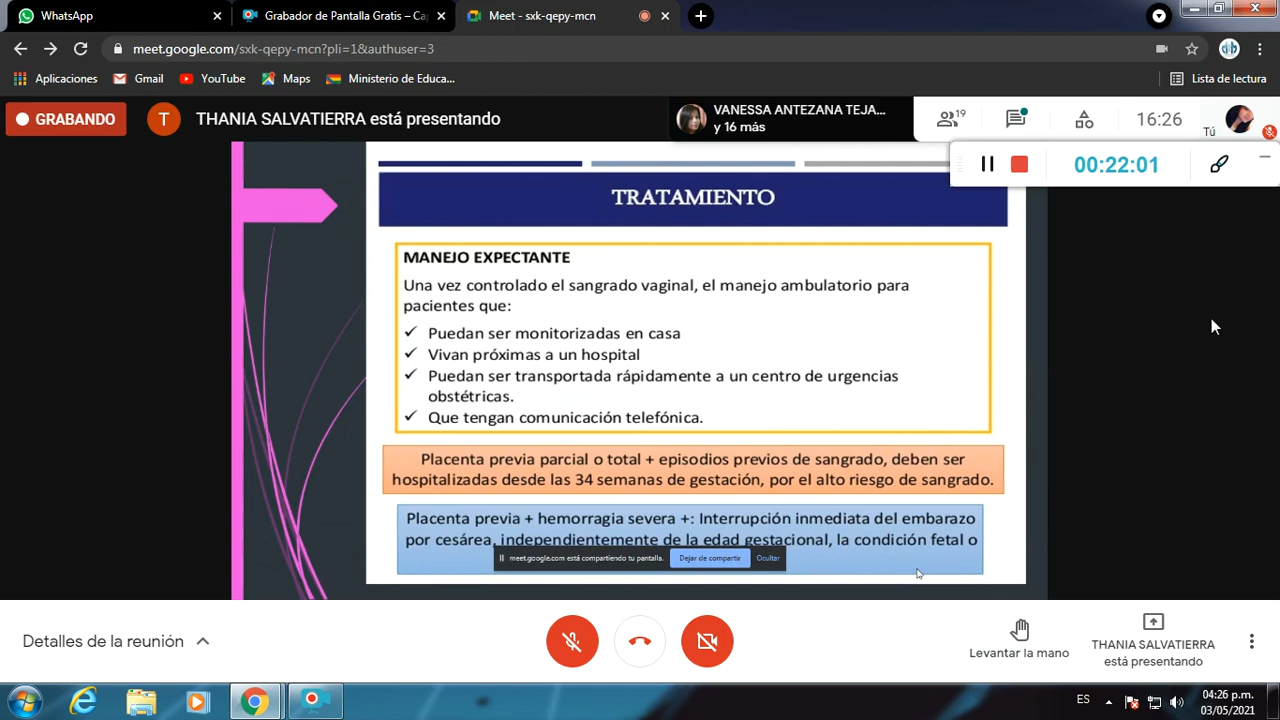 WhatsApp
Grabador de Pantalla Gratis – Ca
Meet - sxk-qepy-mcn
meet.google.com/sxk-qepy-mcn?pli=1&authuser=3
Aplicaciones
Gmail
YouTube
Maps
Ministerio de Educa...
Lista de lectura
GRABANDO
T
THANIA SALVATIERRA está presentando
VANESSA ANTEZANA TEJA...
y 16 más
19
16:26
Tú
00:22:01
TRATAMIENTO
MANEJO EXPECTANTE
Una vez controlado el sangrado vaginal, el manejo ambulatorio para
pacientes que:
✓ Puedan ser monitorizadas en casa
✓ Vivan próximas a un hospital
✓ Puedan ser transportada rápidamente a un centro de urgencias
obstétricas.
✓ Que tengan comunicación telefónica.
Placenta previa parcial o total + episodios previos de sangrado, deben ser
hospitalizadas desde las 34 semanas de gestación, por el alto riesgo de sangrado.
Placenta previa + hemorragia severa +: Interrupción inmediata del embarazo
por cesárea, independientemente de la edad gestacional, la condición fetal o
meet.google.com está compartiendo tu pantalla.
Dejar de compartir
Ocultar
Detalles de la reunión
Levantar la mano
THANIA SALVATIERRA
está presentando
ES
04:26 p.m.
03/05/2021